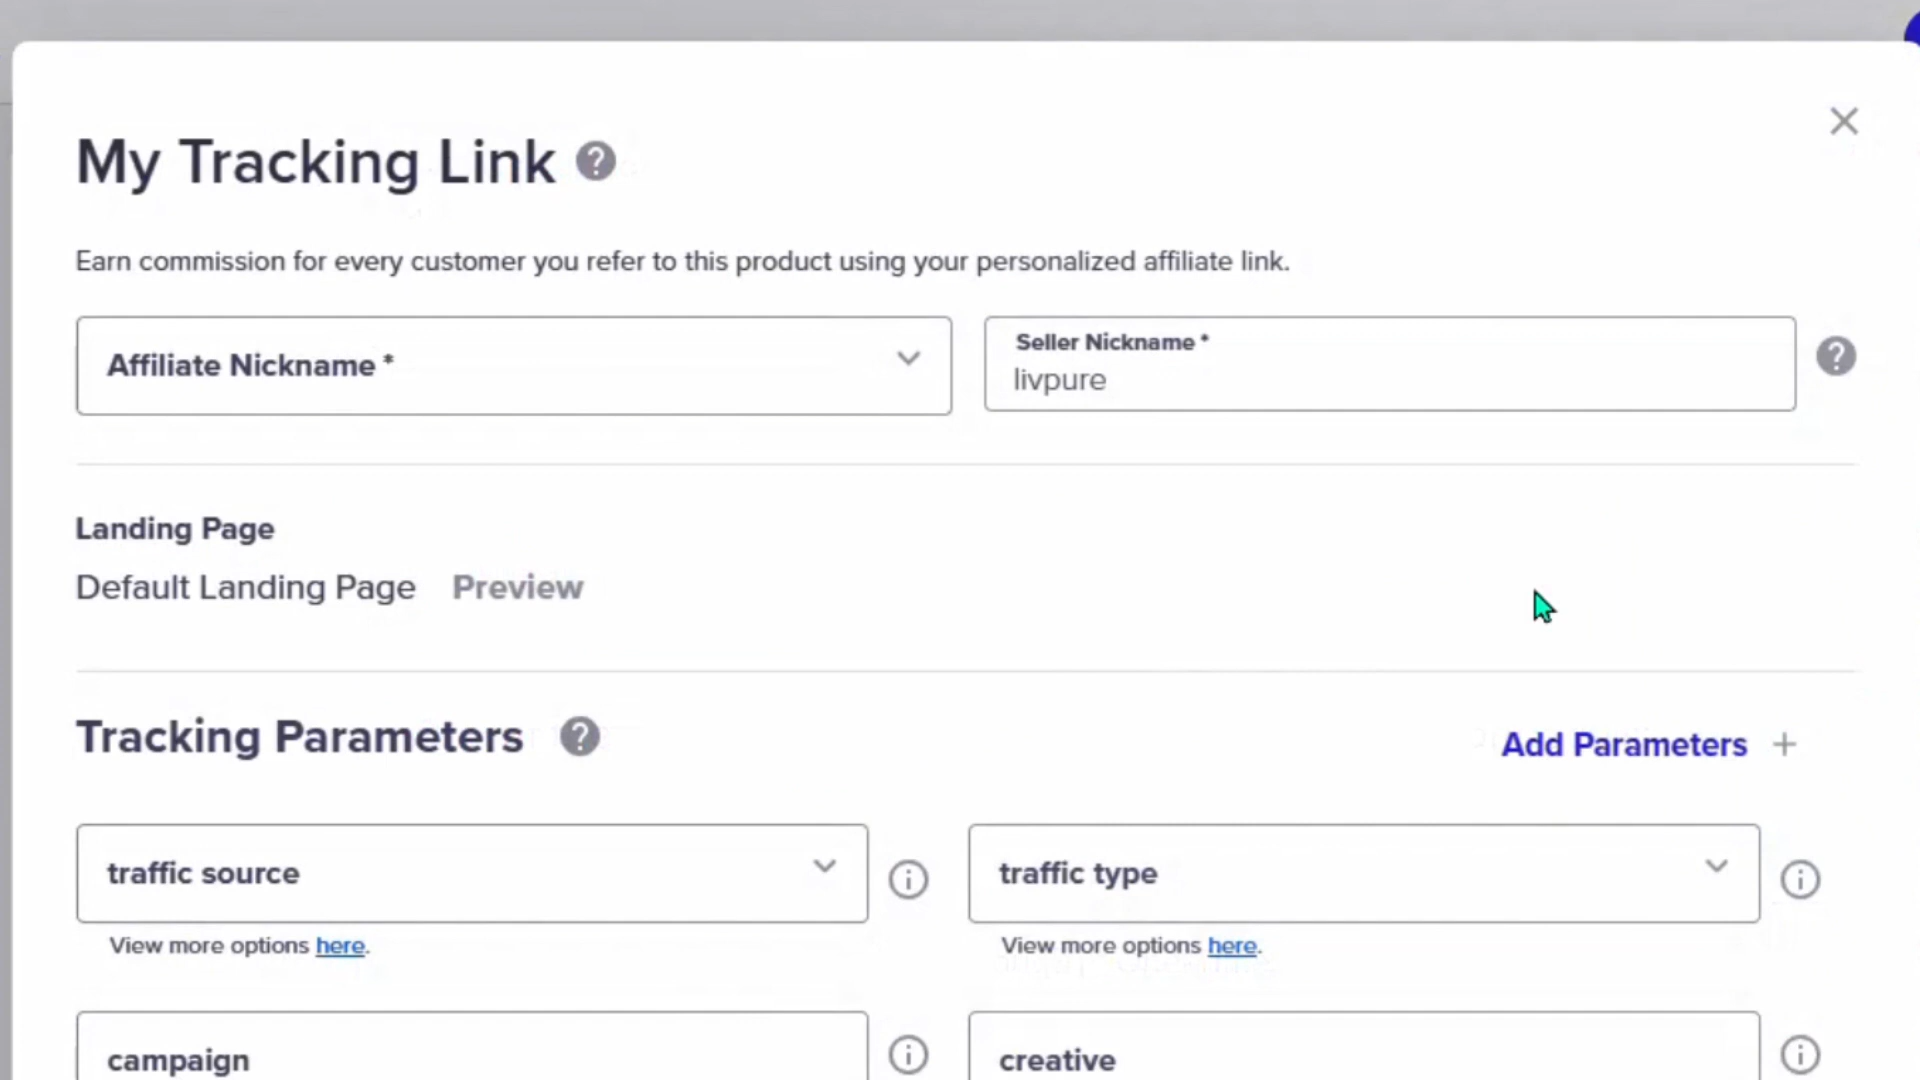 My Tracking Link ?
Earn commission for every customer you refer to this product using your personalized affiliate link.
Affiliate Nickname *
Seller Nickname *
livpure
?
Landing Page
Default Landing Page Preview
Tracking Parameters ?
Add Parameters +
traffic source
traffic type
View more options here.
View more options here.
campaign
creative